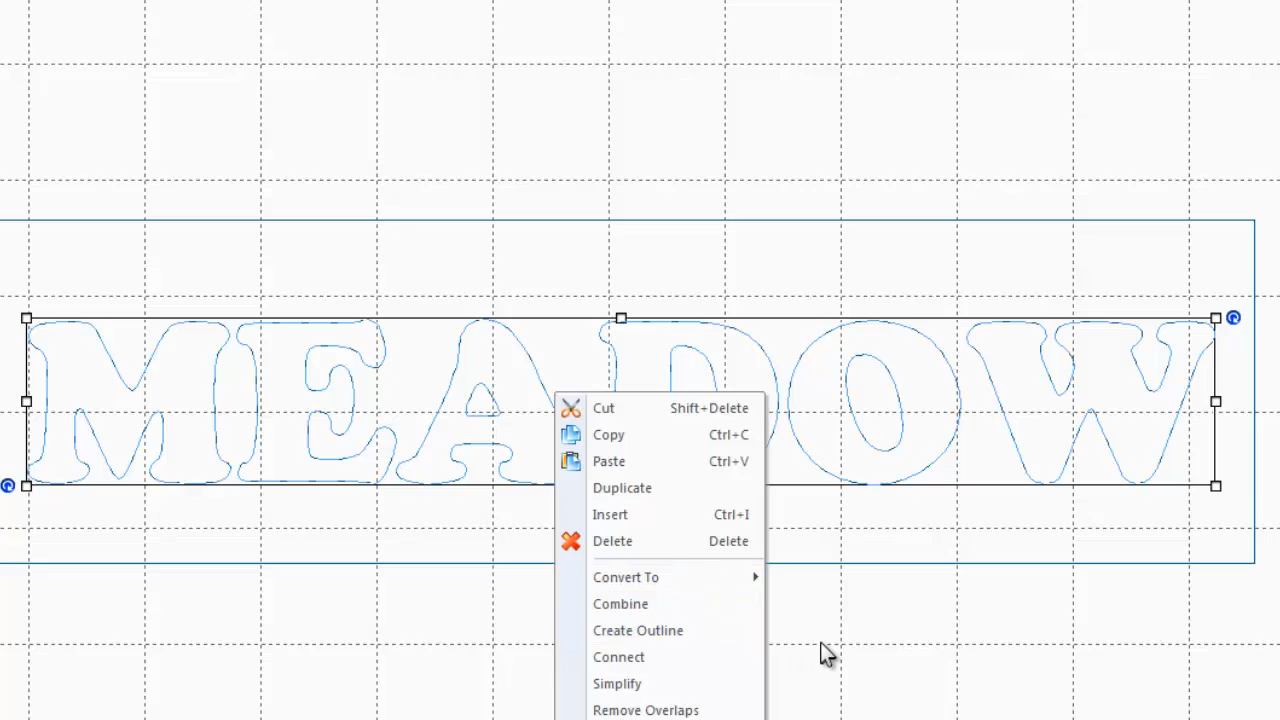 MEADOW
Cut Shift+Delete
Copy Ctrl+C
Paste Ctrl+V
Duplicate
Insert Ctrl+I
Delete Delete
Convert To
Combine
Create Outline
Connect
Simplify
Remove Overlaps